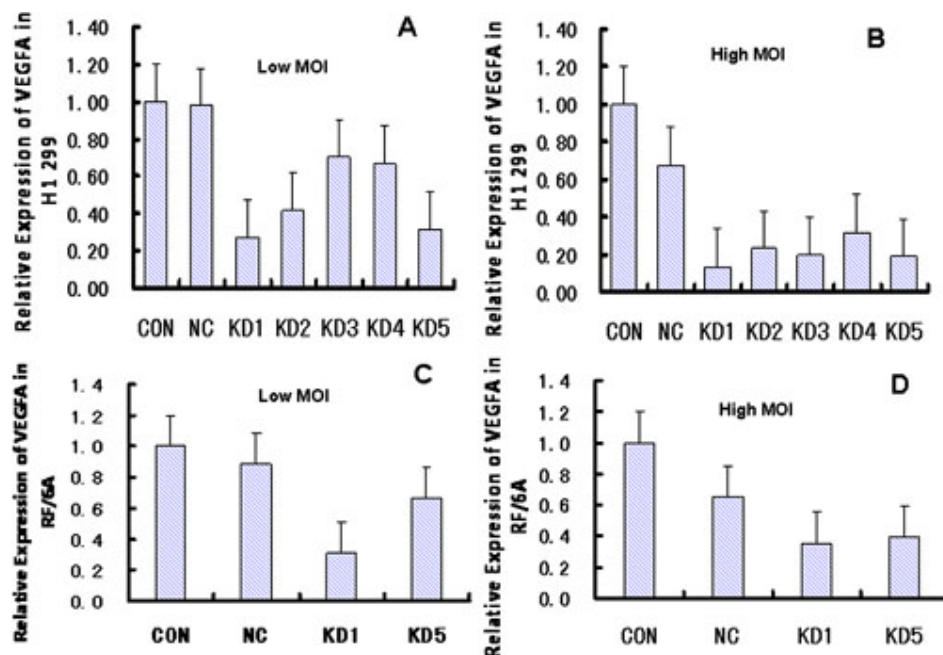 A
Low MOI
Relative Expression of VEGFA in
H1 299
1. 40
1. 20
1. 00
0. 80
0. 60
0. 40
0. 20
0. 00
CON NC KD1 KD2 KD3 KD4 KD5
B
High MOI
Relative Expression of VEGFA in
H1 299
1. 40
1. 20
1. 00
0. 80
0. 60
0. 40
0. 20
0. 00
CON NC KD1 KD2 KD3 KD4 KD5
C
Low MOI
Relative Expression of VEGFA in
RF/6A
1. 4
1. 2
1. 0
0. 8
0. 6
0. 4
0. 2
0. 0
CON NC KD1 KD5
D
High MOI
Relative Expression of VEGFA in
RF/6A
1. 4
1. 2
1. 0
0. 8
0. 6
0. 4
0. 2
0. 0
CON NC KD1 KD5